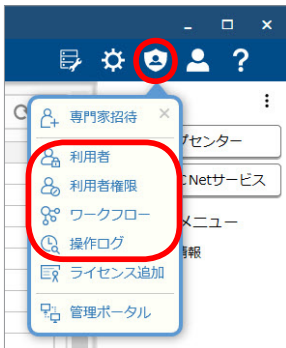 ?
専門家招待 ×
利用者
プセンター
利用者権限
CNetサービス
ワークフロー
メニュー
操作ログ
情報
ライセンス追加
管理ポータル